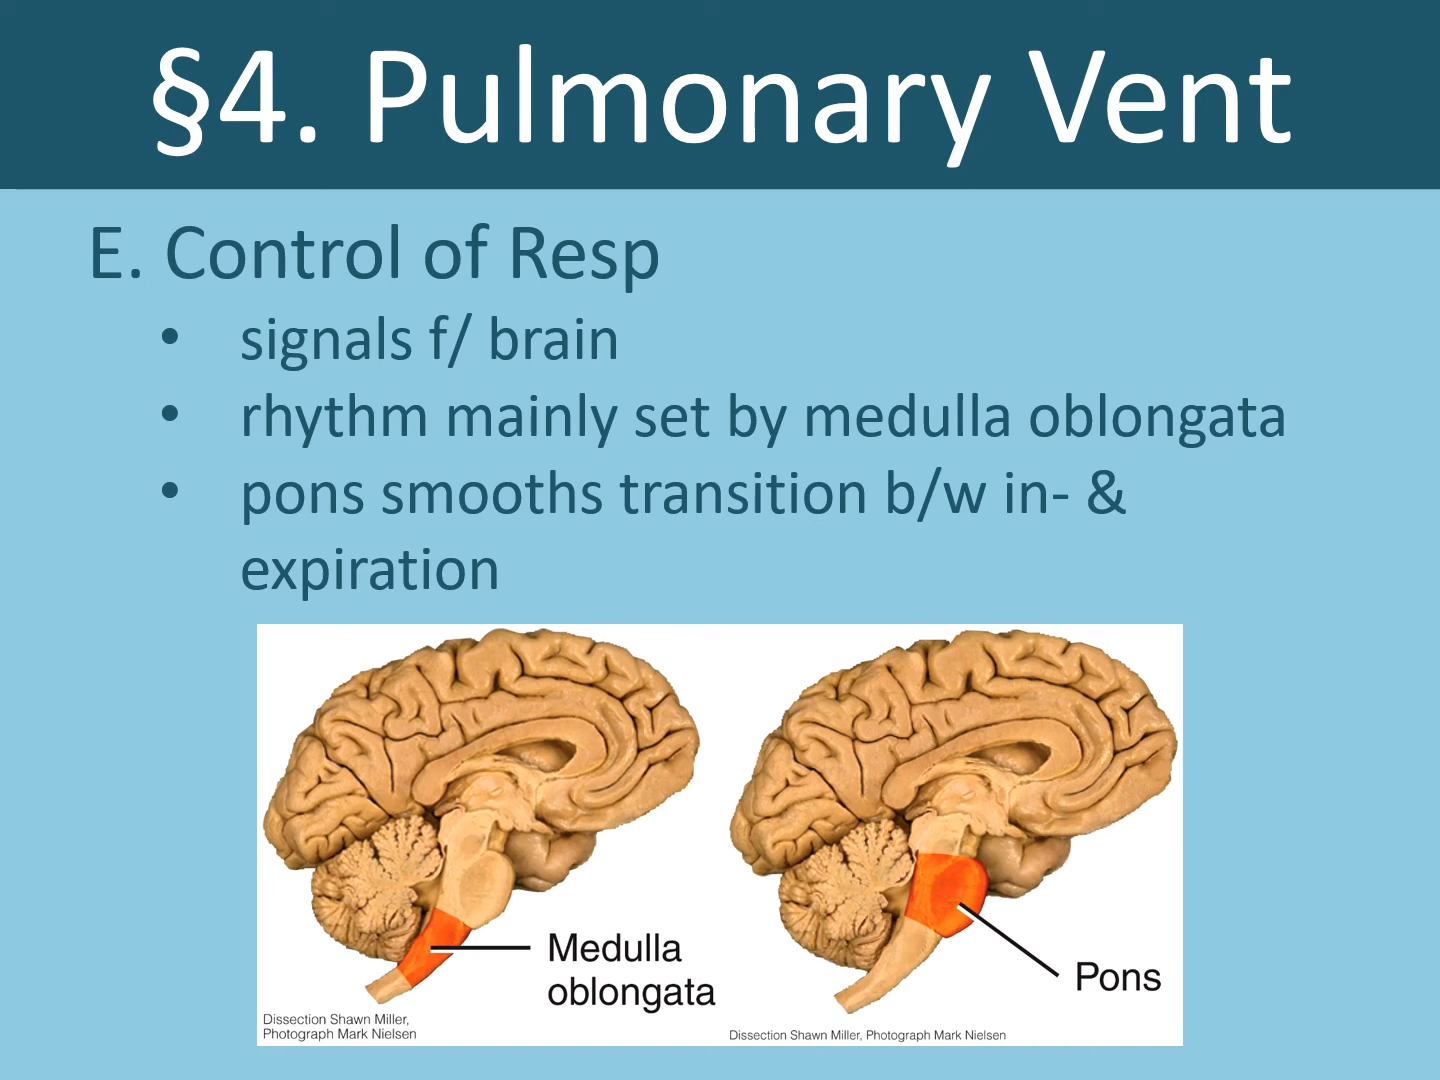 §4. Pulmonary Vent
E. Control of Resp
• signals f/ brain
• rhythm mainly set by medulla oblongata
• pons smooths transition b/w in- &
expiration
Medulla
oblongata
Pons
Dissection Shawn Miller,
Photograph Mark Nielsen
Dissection Shawn Miller, Photograph Mark Nielsen